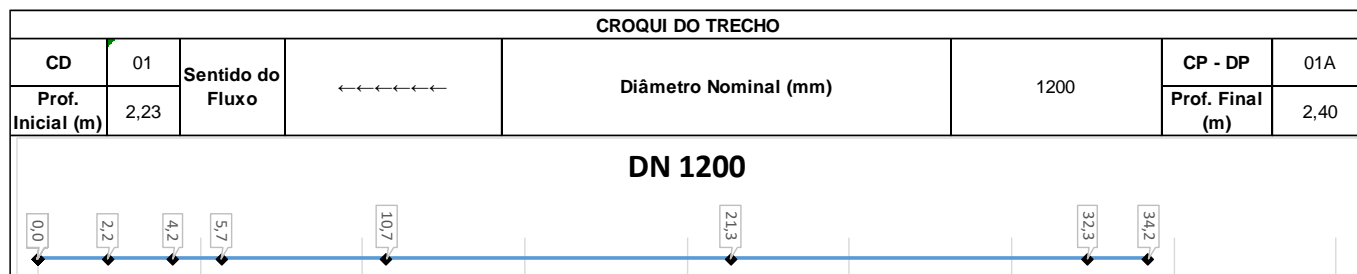 CROQUI DO TRECHO
CD 01 Sentido do Fluxo ←←←←←← Diâmetro Nominal (mm) 1200 CP - DP 01A
Prof. Inicial (m) 2,23 Prof. Final (m) 2,40
DN 1200
0,0 2,2 4,2 5,7 10,7 21,3 32,3 34,2